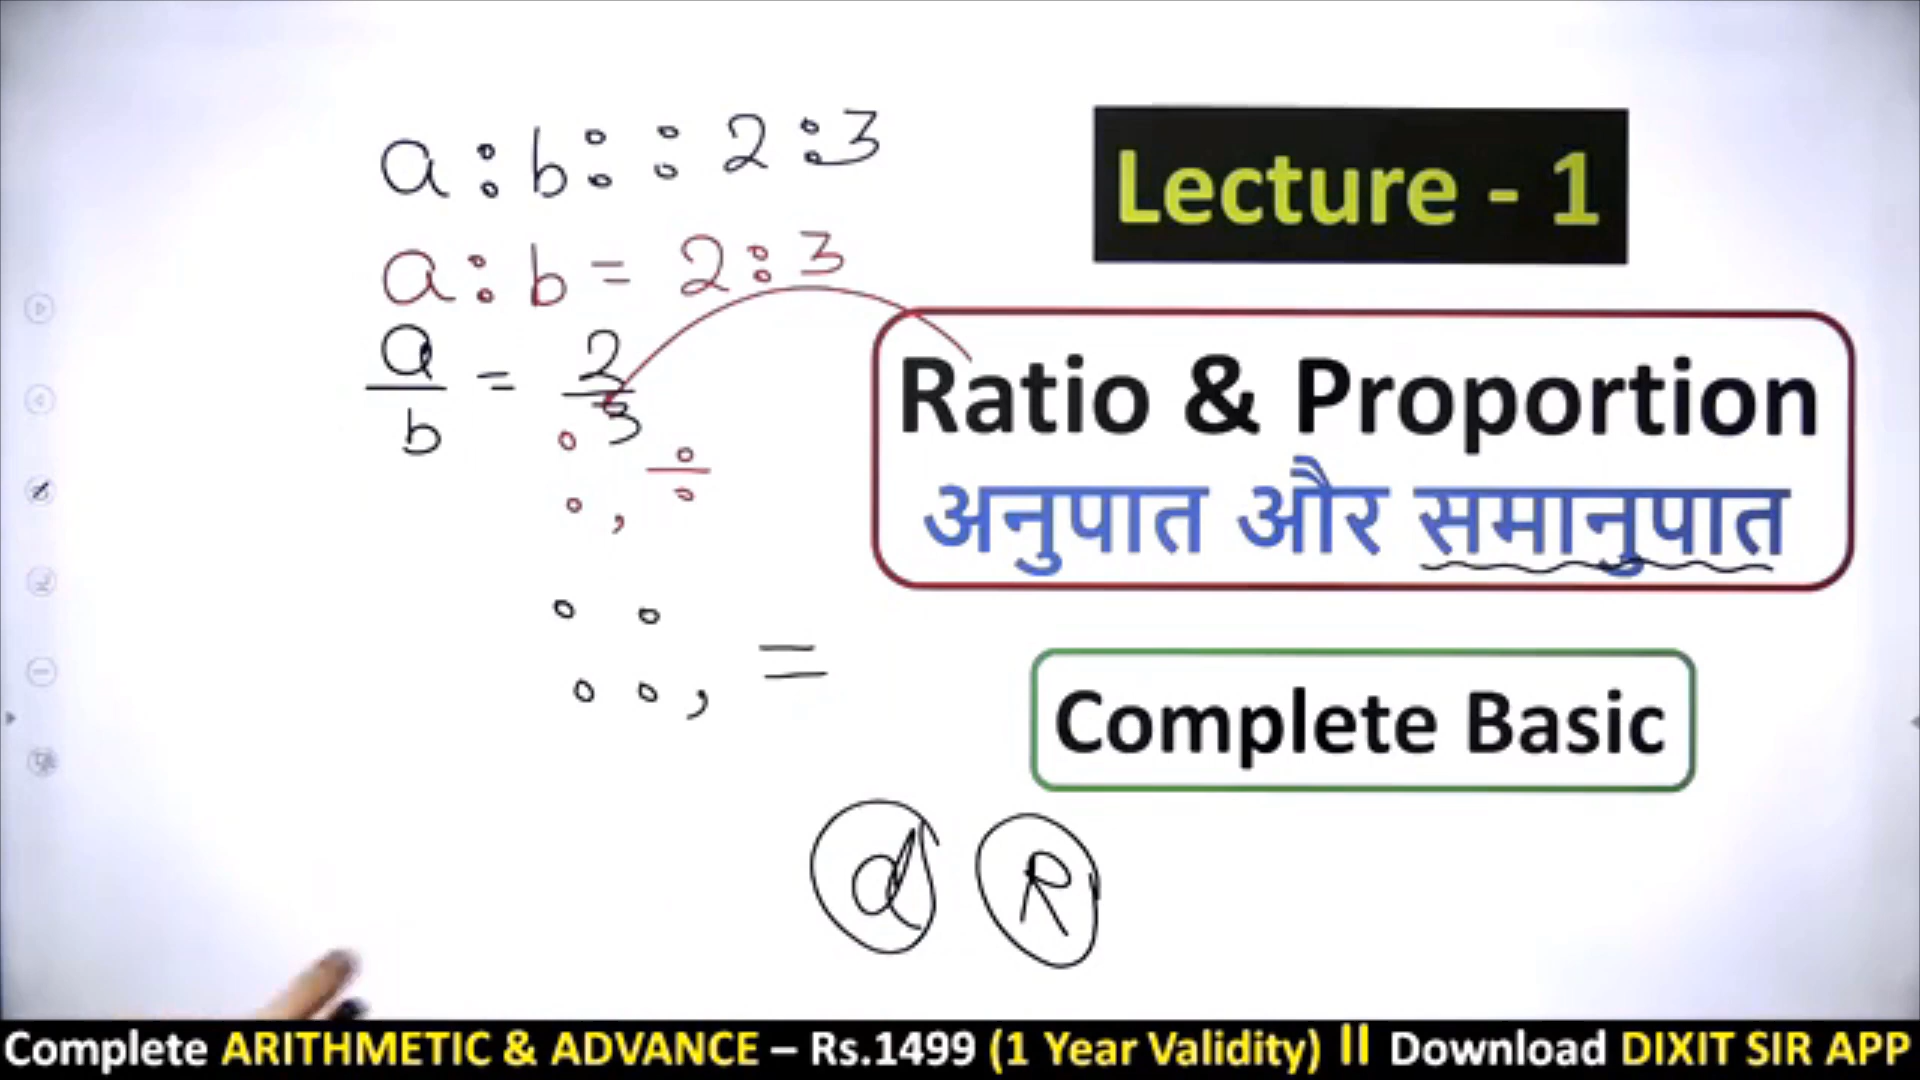 a : b : : 2 : 3
a : b = 2 : 3
a/b = 2/3
: , ÷
: : , =
Lecture - 1
Ratio & Proportion
अनुपात और समानुपात
Complete Basic
d R
Complete ARITHMETIC & ADVANCE – Rs.1499 (1 Year Validity) || Download DIXIT SIR APP